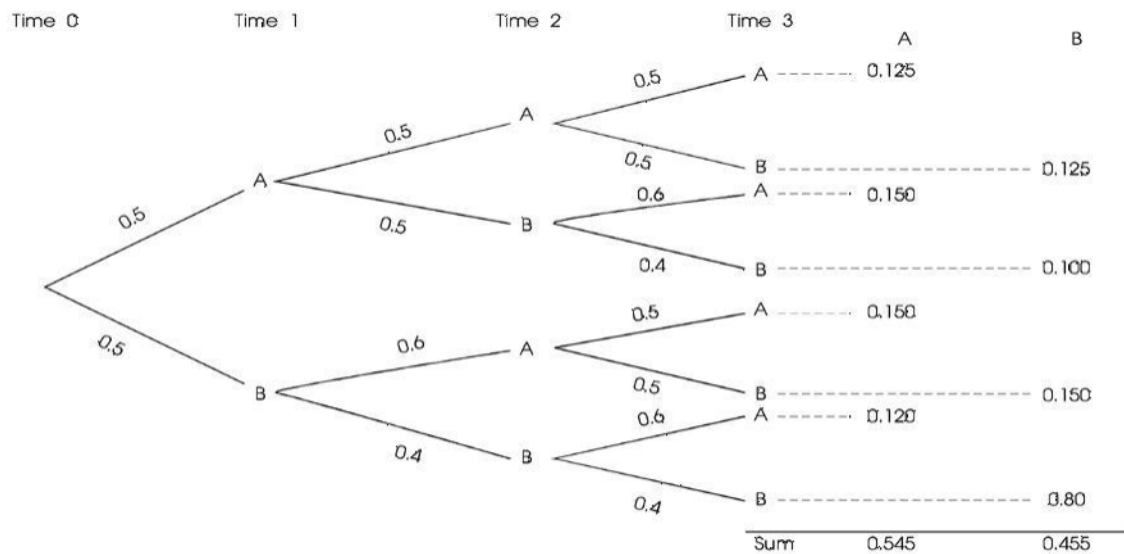 Time 0 Time 1 Time 2 Time 3
A B
0.5 A 0.125
A
0.5
0.5 B 0.125
A 0.6 A 0.150
0.5
0.5 B
0.4 B 0.100
0.5 A 0.150
0.5 0.6 A
0.5 B 0.150
B 0.6 A 0.120
0.4 B
0.4 B 0.80
Sum 0.545 0.455